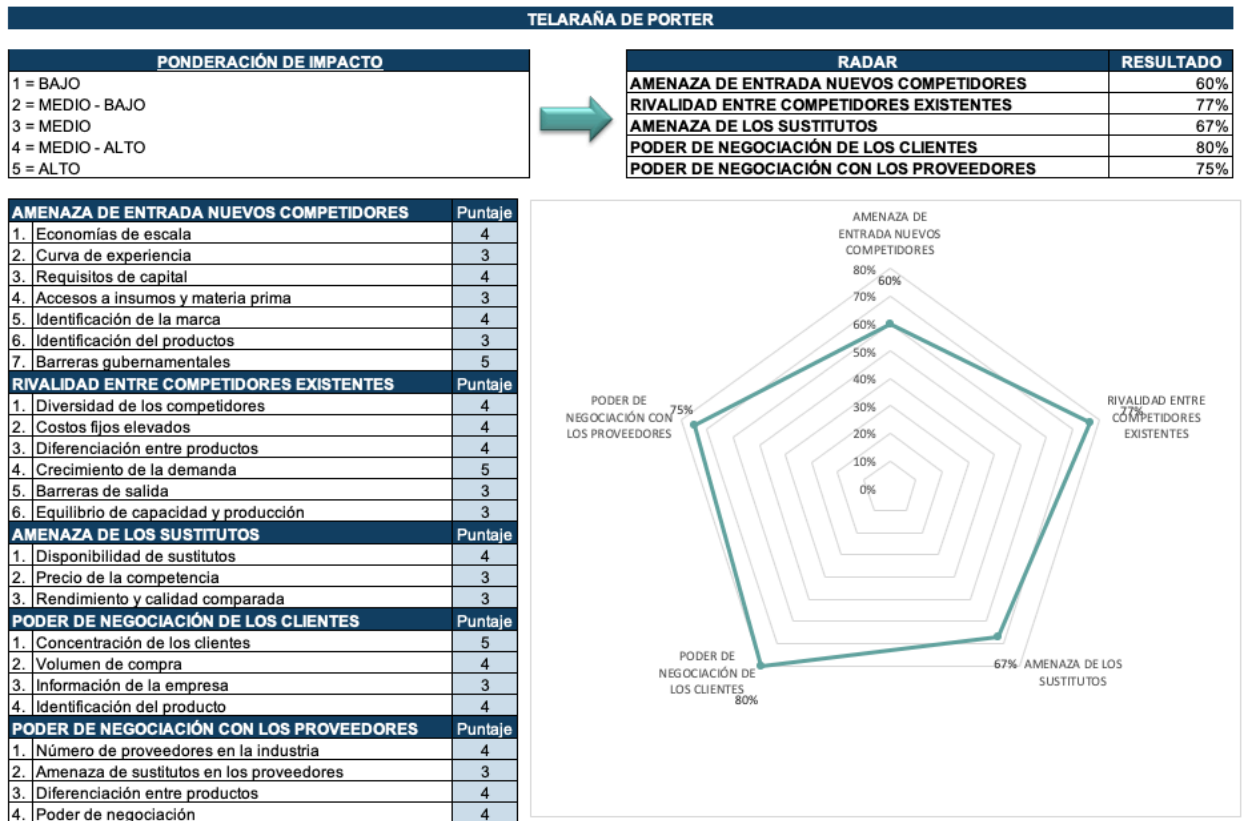 TELARAÑA DE PORTER
PONDERACIÓN DE IMPACTO
1 = BAJO
2 = MEDIO - BAJO
3 = MEDIO
4 = MEDIO - ALTO
5 = ALTO
RADAR RESULTADO
AMENAZA DE ENTRADA NUEVOS COMPETIDORES 60%
RIVALIDAD ENTRE COMPETIDORES EXISTENTES 77%
AMENAZA DE LOS SUSTITUTOS 67%
PODER DE NEGOCIACIÓN DE LOS CLIENTES 80%
PODER DE NEGOCIACIÓN CON LOS PROVEEDORES 75%
AMENAZA DE ENTRADA NUEVOS COMPETIDORES Puntaje
1. Economías de escala 4
2. Curva de experiencia 3
3. Requisitos de capital 4
4. Accesos a insumos y materia prima 3
5. Identificación de la marca 4
6. Identificación del productos 3
7. Barreras gubernamentales 5
RIVALIDAD ENTRE COMPETIDORES EXISTENTES Puntaje
1. Diversidad de los competidores 4
2. Costos fijos elevados 4
3. Diferenciación entre productos 4
4. Crecimiento de la demanda 5
5. Barreras de salida 3
6. Equilibrio de capacidad y producción 3
AMENAZA DE LOS SUSTITUTOS Puntaje
1. Disponibilidad de sustitutos 4
2. Precio de la competencia 3
3. Rendimiento y calidad comparada 3
PODER DE NEGOCIACIÓN DE LOS CLIENTES Puntaje
1. Concentración de los clientes 5
2. Volumen de compra 4
3. Información de la empresa 3
4. Identificación del producto 4
PODER DE NEGOCIACIÓN CON LOS PROVEEDORES Puntaje
1. Número de proveedores en la industria 4
2. Amenaza de sustitutos en los proveedores 3
3. Diferenciación entre productos 4
4. Poder de negociación 4
AMENAZA DE
ENTRADA NUEVOS
COMPETIDORES
80%
60%
70%
60%
50%
40%
30%
20%
10%
0%
RIVALIDAD ENTRE
77%
COMPETIDORES
EXISTENTES
67%
AMENAZA DE LOS
SUSTITUTOS
PODER DE
NEGOCIACIÓN DE
LOS CLIENTES
80%
PODER DE
NEGOCIACIÓN CON
LOS PROVEEDORES
75%